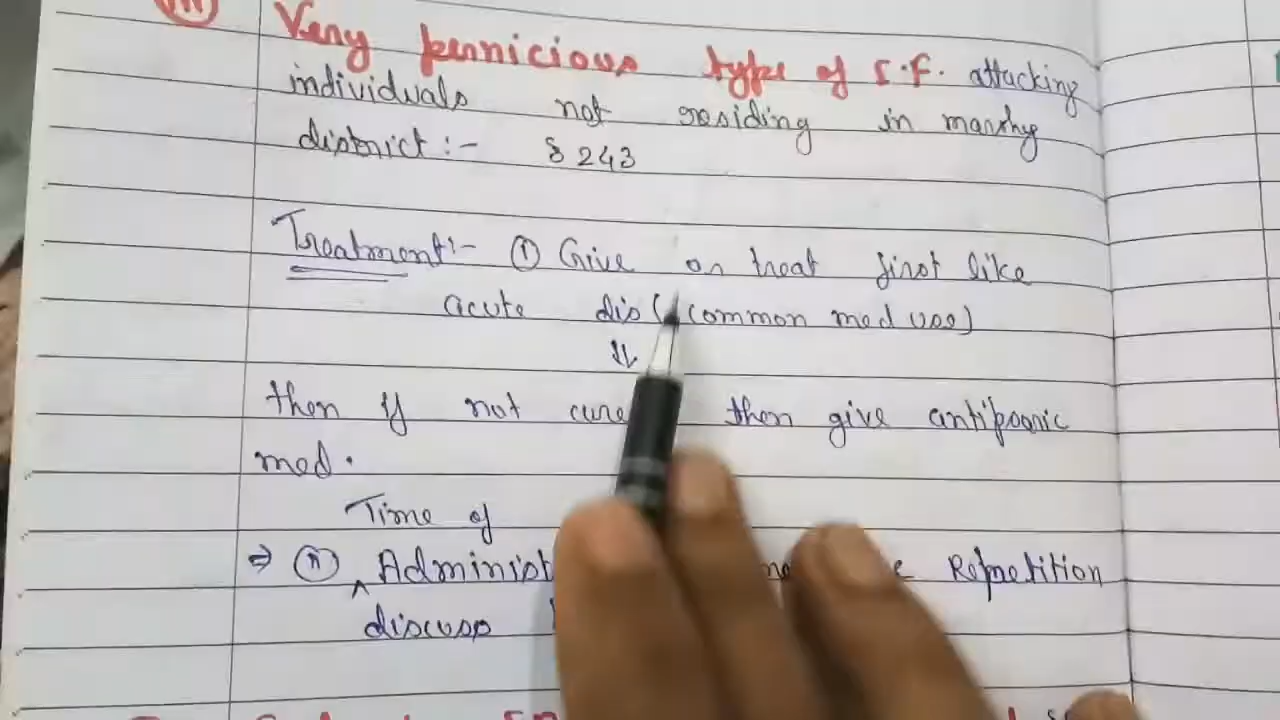 Very pernicious type of I.F. attacking
individuals not residing in marshy
district :- § 243
Treatment :- ① Give or treat first like
acute dis (common med use)
⇓
then if not cure then give antipsoric
med.
Time of
⇒ ⓘⓘ ^ Administ Repetition
discuss